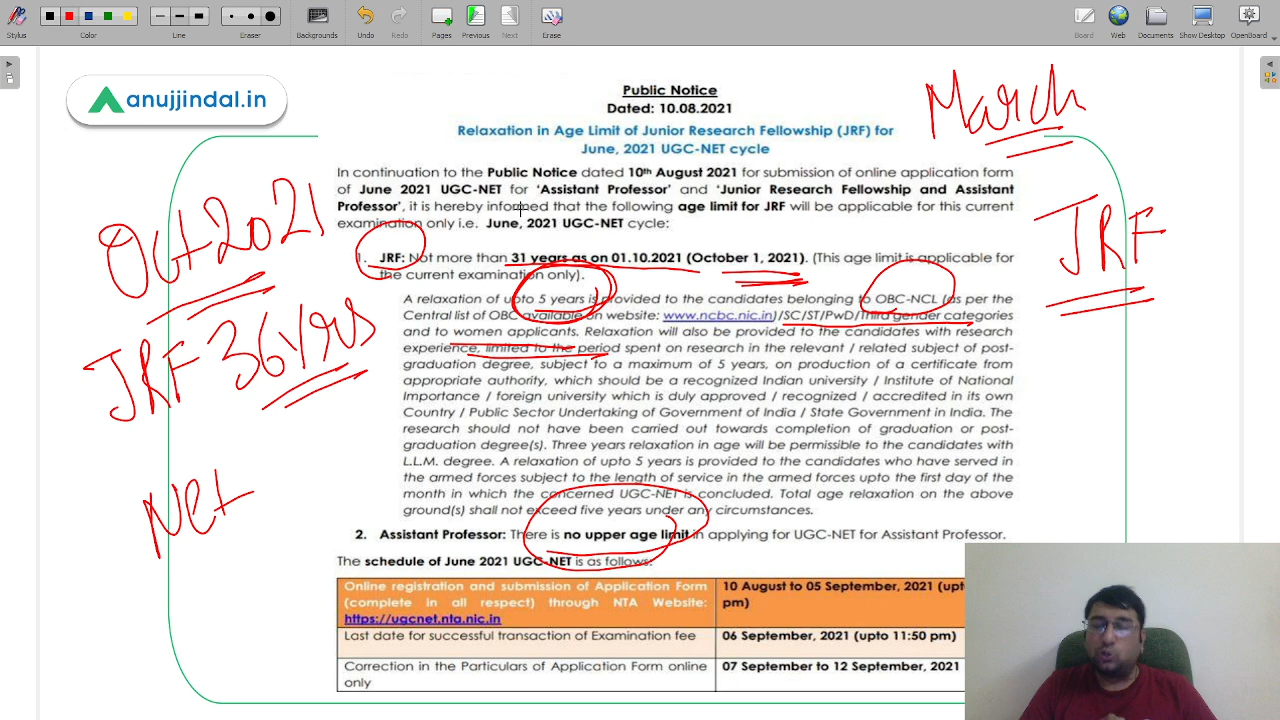 Stylus
Color
Line
Eraser
Backgrounds
Undo
Redo
Pages
Previous
Next
Erase
Board
Web
Documents
Show Desktop
OpenBoard
anujjindal.in
March
JRF
Oct 2021
JRF 36 Yrs
Net
Public Notice
Dated: 10.08.2021
Relaxation in Age Limit of Junior Research Fellowship (JRF) for
June, 2021 UGC-NET cycle
In continuation to the Public Notice dated 10th August 2021 for submission of online application form
of June 2021 UGC-NET for 'Assistant Professor' and 'Junior Research Fellowship and Assistant
Professor', it is hereby informed that the following age limit for JRF will be applicable for this current
examination only i.e. June, 2021 UGC-NET cycle:
1. JRF: Not more than 31 years as on 01.10.2021 (October 1, 2021). (This age limit is applicable for
the current examination only).
A relaxation of upto 5 years is provided to the candidates belonging to OBC-NCL (as per the
Central list of OBC available on website: www.ncbc.nic.in)/SC/ST/PwD/Third gender categories
and to women applicants. Relaxation will also be provided to the candidates with research
experience, limited to the period spent on research in the relevant / related subject of post-
graduation degree, subject to a maximum of 5 years, on production of a certificate from
appropriate authority, which should be a recognized Indian university / Institute of National
Importance / foreign university which is duly approved / recognized / accredited in its own
Country / Public Sector Undertaking of Government of India / State Government in India. The
research should not have been carried out towards completion of graduation or post-
graduation degree(s). Three years relaxation in age will be permissible to the candidates with
L.L.M. degree. A relaxation of upto 5 years is provided to the candidates who have served in
the armed forces subject to the length of service in the armed forces upto the first day of the
month in which the concerned UGC-NET is concluded. Total age relaxation on the above
ground(s) shall not exceed five years under any circumstances.
2. Assistant Professor: There is no upper age limit in applying for UGC-NET for Assistant Professor.
The schedule of June 2021 UGC-NET is as follows:
Online registration and submission of Application Form
(complete in all respect) through NTA Website:
https://ugcnet.nta.nic.in
10 August to 05 September, 2021 (upt
pm)
Last date for successful transaction of Examination fee
06 September, 2021 (upto 11:50 pm)
Correction in the Particulars of Application Form online
only
07 September to 12 September, 2021